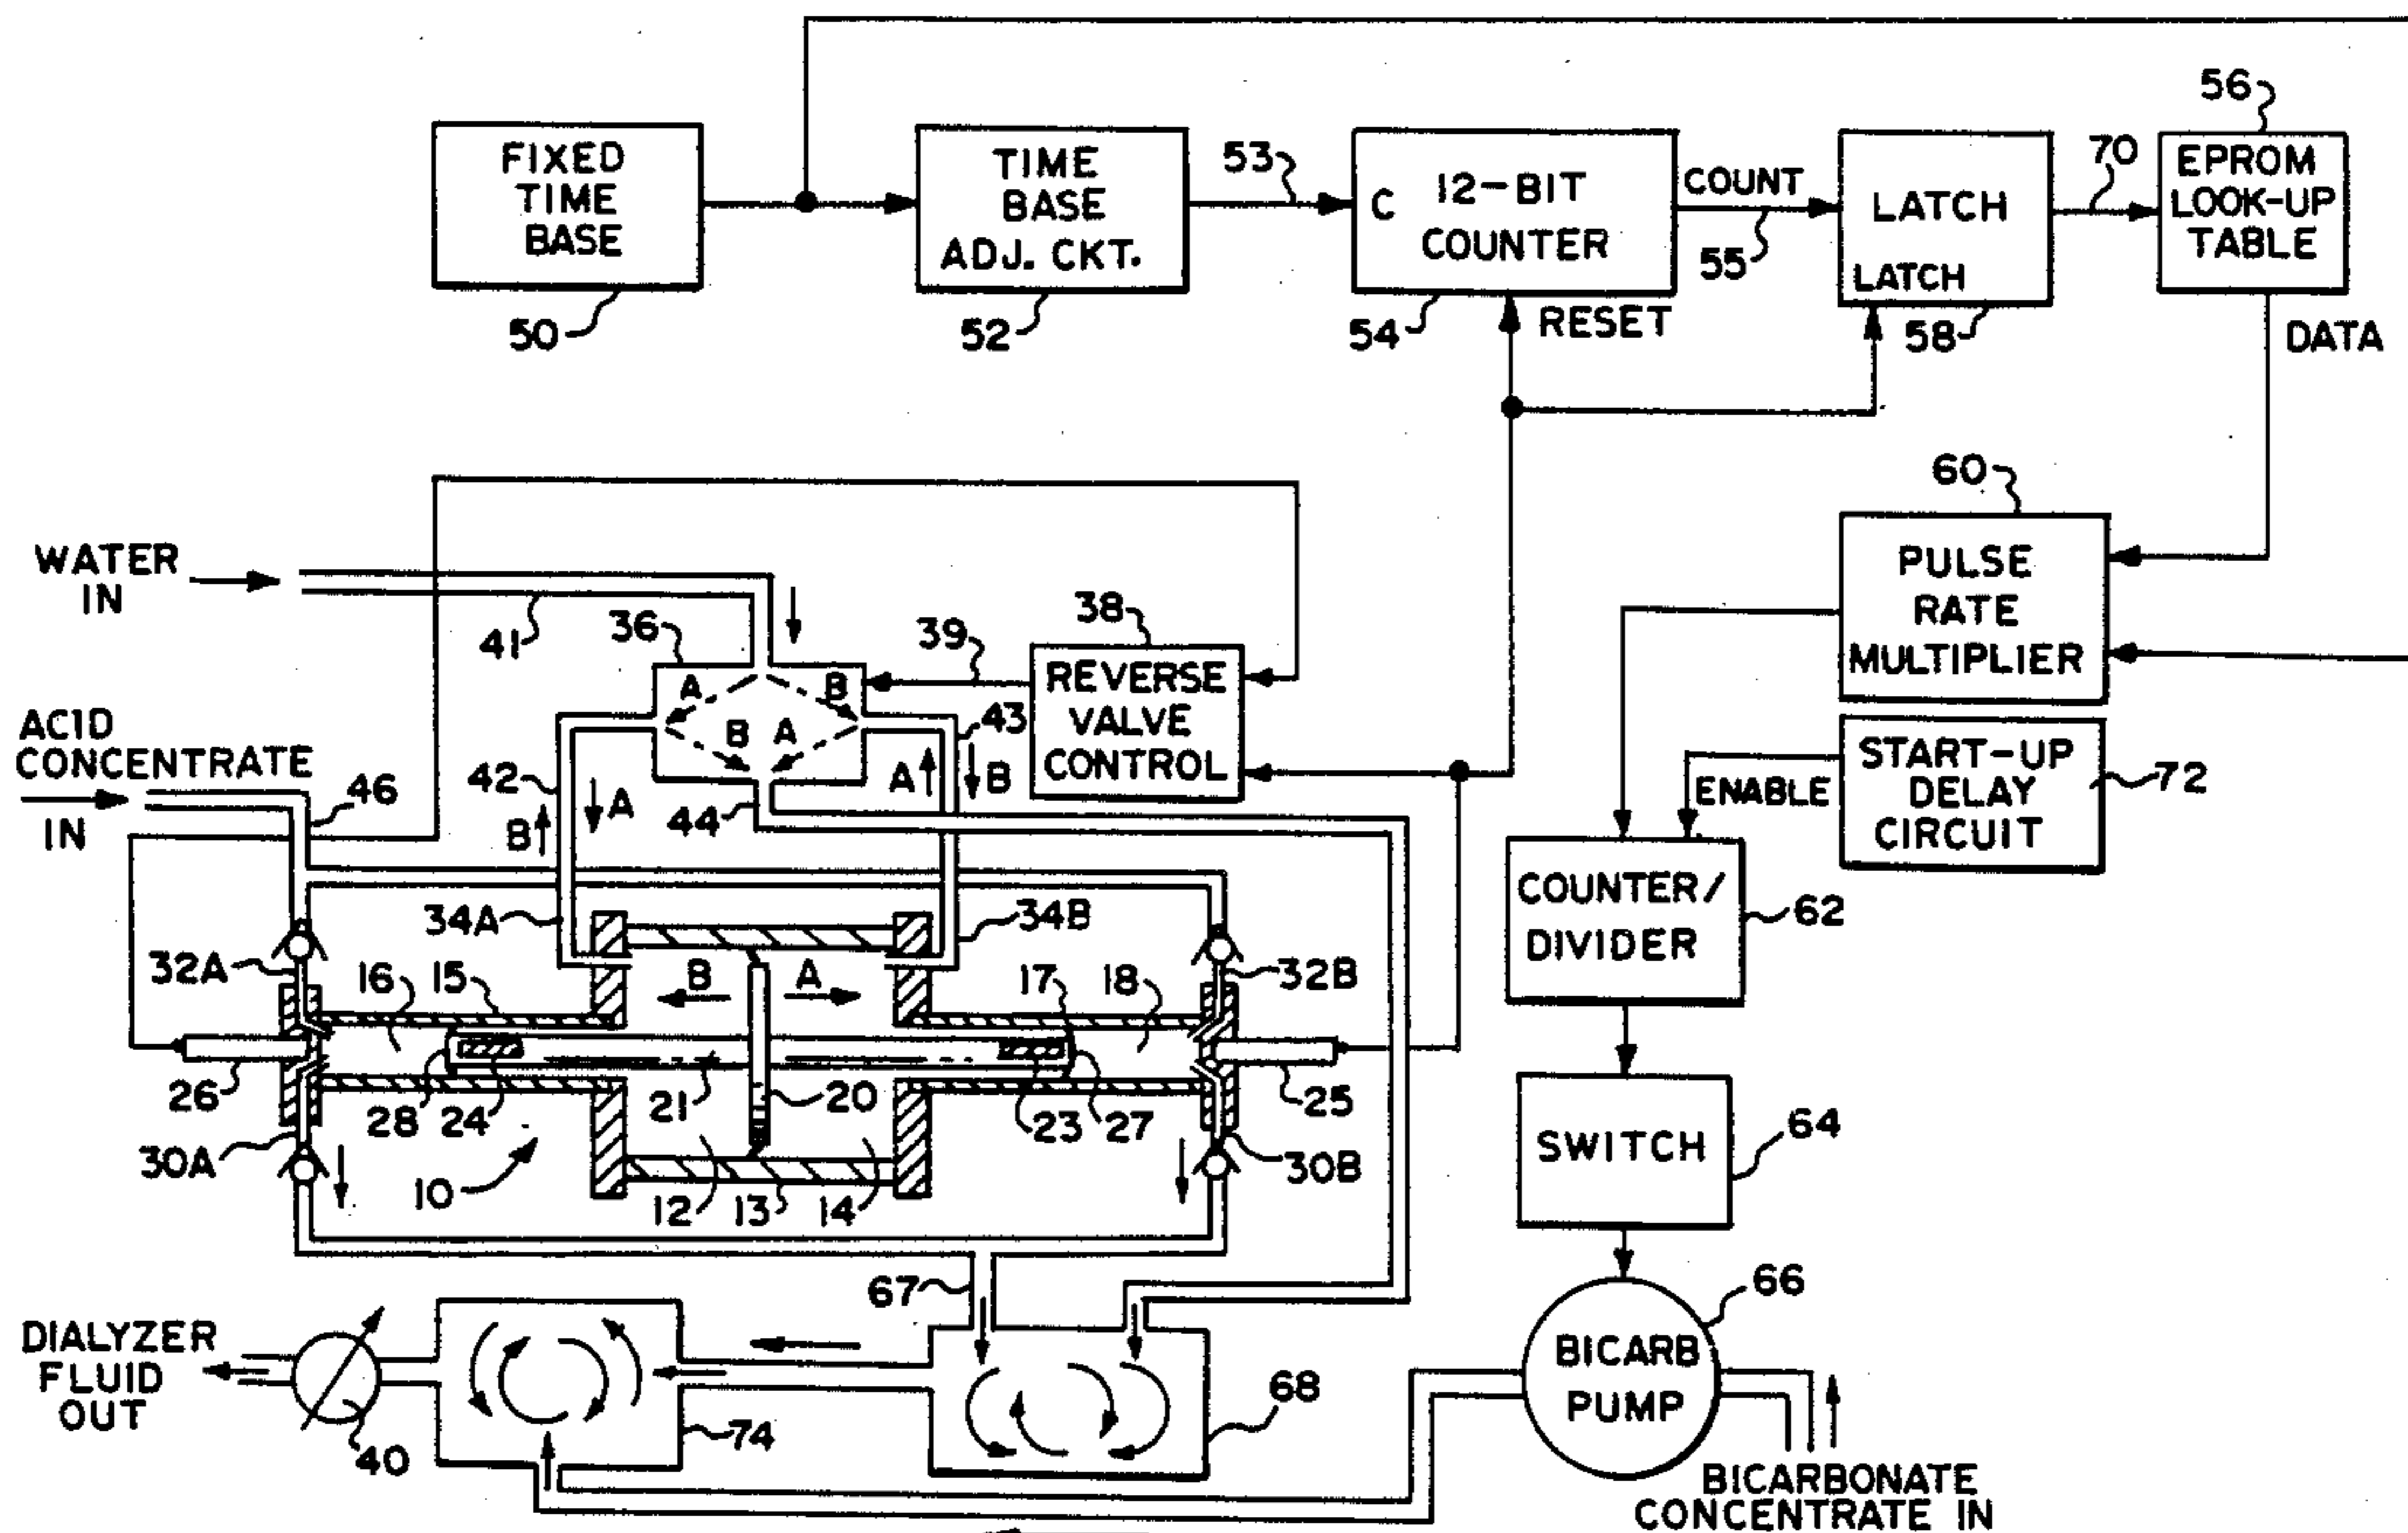 56
FIXED
TIME
BASE
50
TIME
BASE
ADJ. CKT.
52
53
C
12-BIT
COUNTER
54
RESET
COUNT
55
LATCH
LATCH
58
70
EPROM
LOOK-UP
TABLE
DATA
60
PULSE
RATE
MULTIPLIER
WATER
IN
41
36
A
B
B
A
39
38
REVERSE
VALVE
CONTROL
43
ACID
CONCENTRATE
IN
46
42
B
A
44
A
B
START-UP
DELAY
CIRCUIT
72
ENABLE
COUNTER/
DIVIDER
62
34A
34B
32A
16
15
B
A
17
18
32B
26
28
24
21
20
23
27
25
30A
10
12
13
14
30B
SWITCH
64
67
66
BICARB
PUMP
DIALYZER
FLUID
OUT
40
74
68
BICARBONATE
CONCENTRATE IN